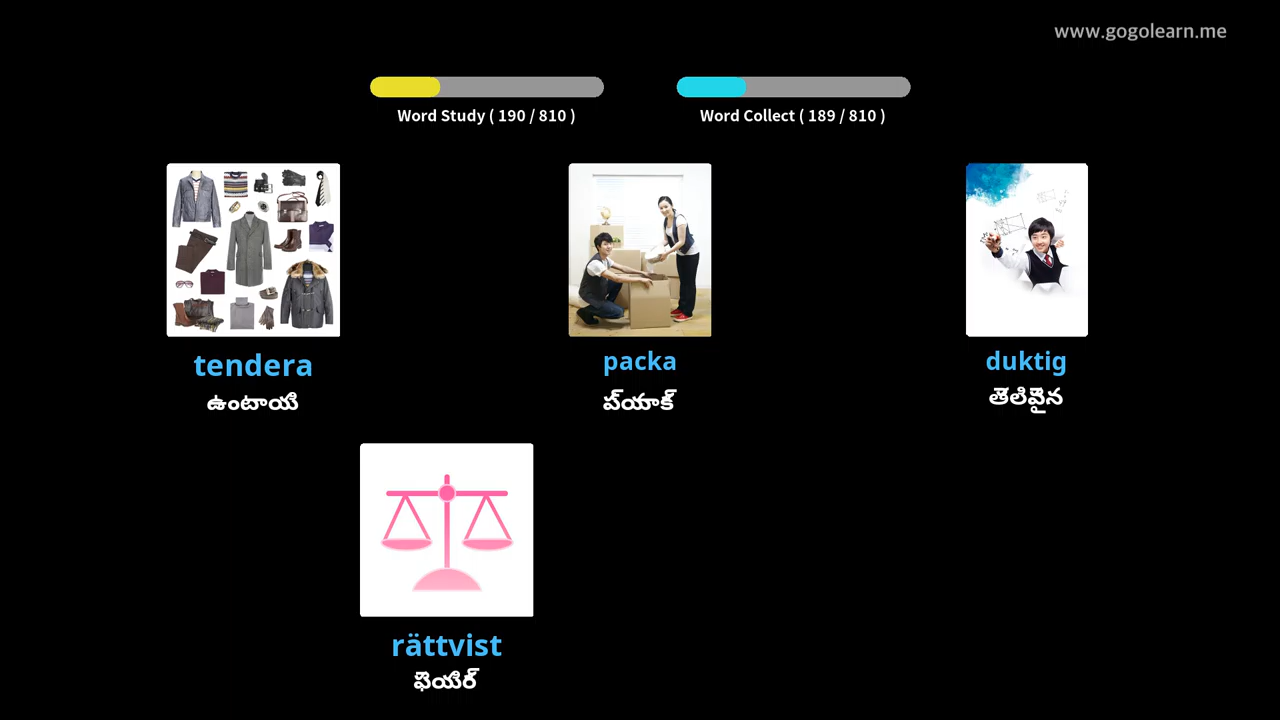 www.gogolearn.me
Word Study ( 190 / 810 )
Word Collect ( 189 / 810 )
tendera
ఉంటాయి
packa
ప్యాక్
duktig
తెలివైన
rättvist
ఫెయిర్